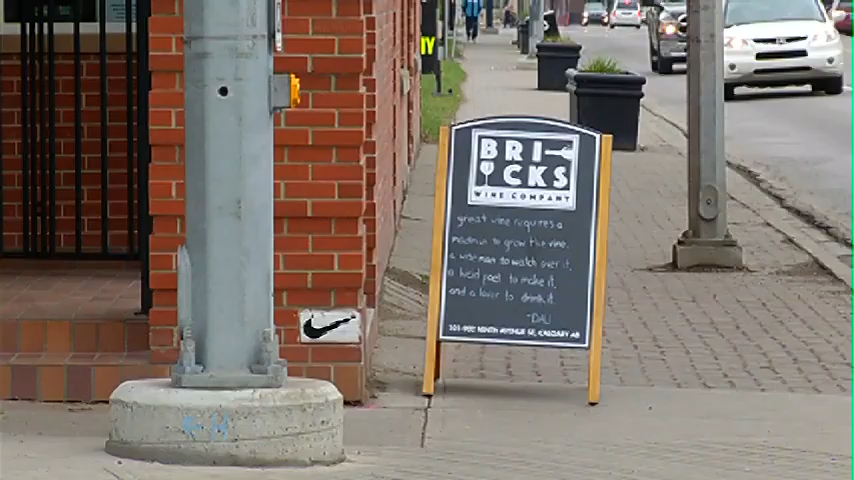 BRI
CKS
WINE COMPANY
great wine requires a
madman to grow the vine,
a wise man to watch over it,
a lucid poet to make it,
and a lover to drink it.
-DALI
NINTH AVENUE SE, CALGARY AB